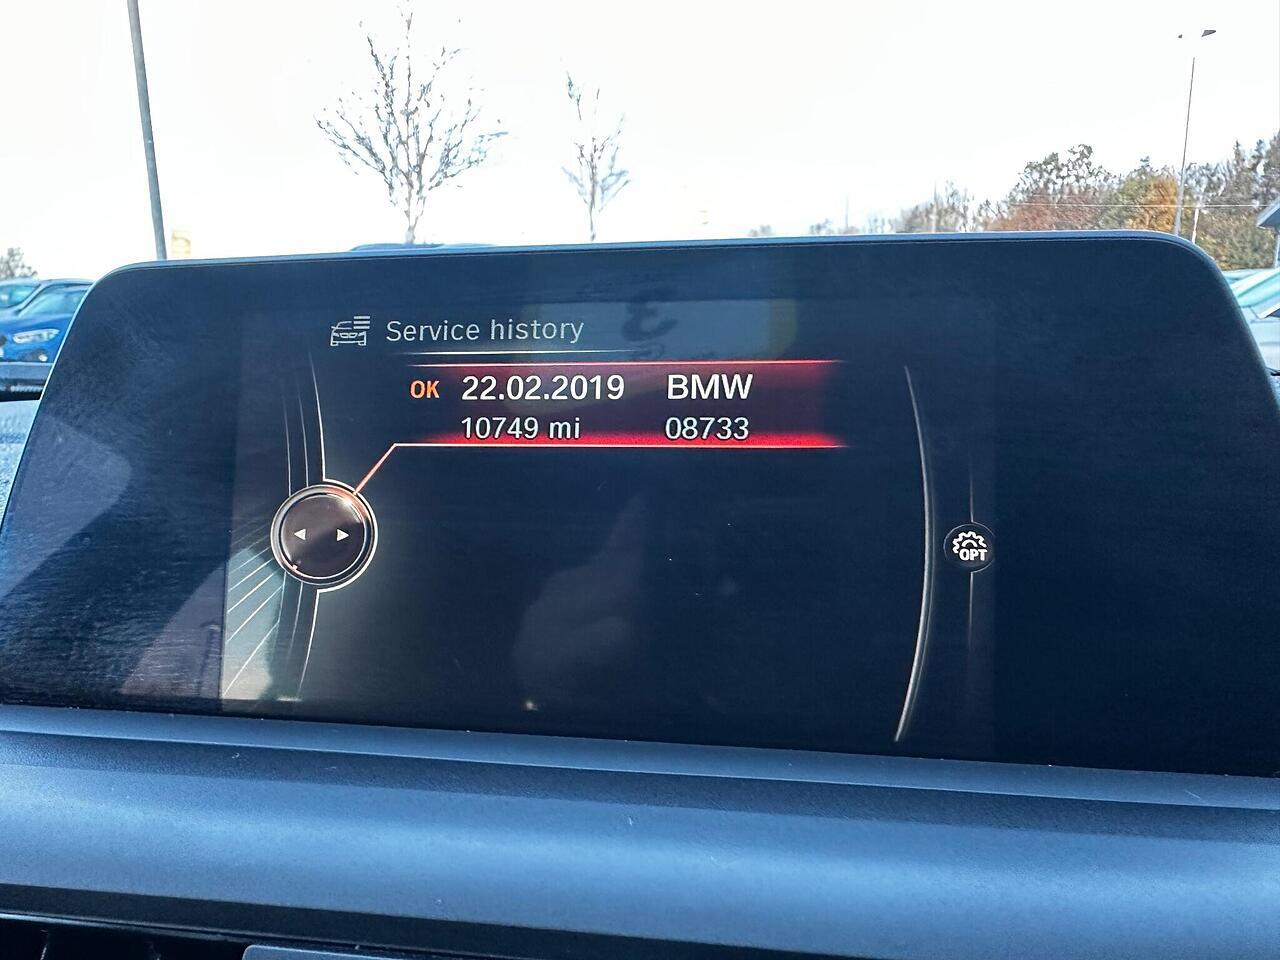 Service history
OK 22.02.2019 BMW
10749 mi 08733
OPT